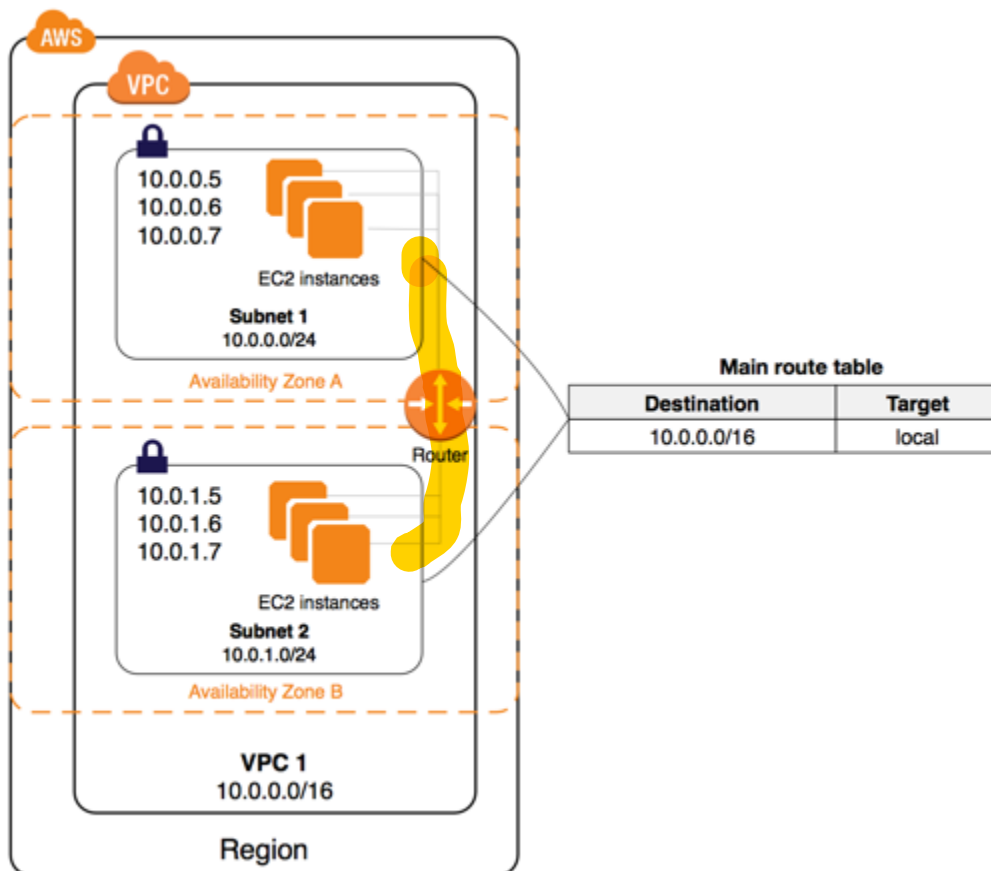 AWS
VPC
10.0.0.5
10.0.0.6
10.0.0.7
EC2 instances
Subnet 1
10.0.0.0/24
Availability Zone A
Router
10.0.1.5
10.0.1.6
10.0.1.7
EC2 instances
Subnet 2
10.0.1.0/24
Availability Zone B
VPC 1
10.0.0.0/16
Region
Main route table
Destination Target
10.0.0.0/16 local